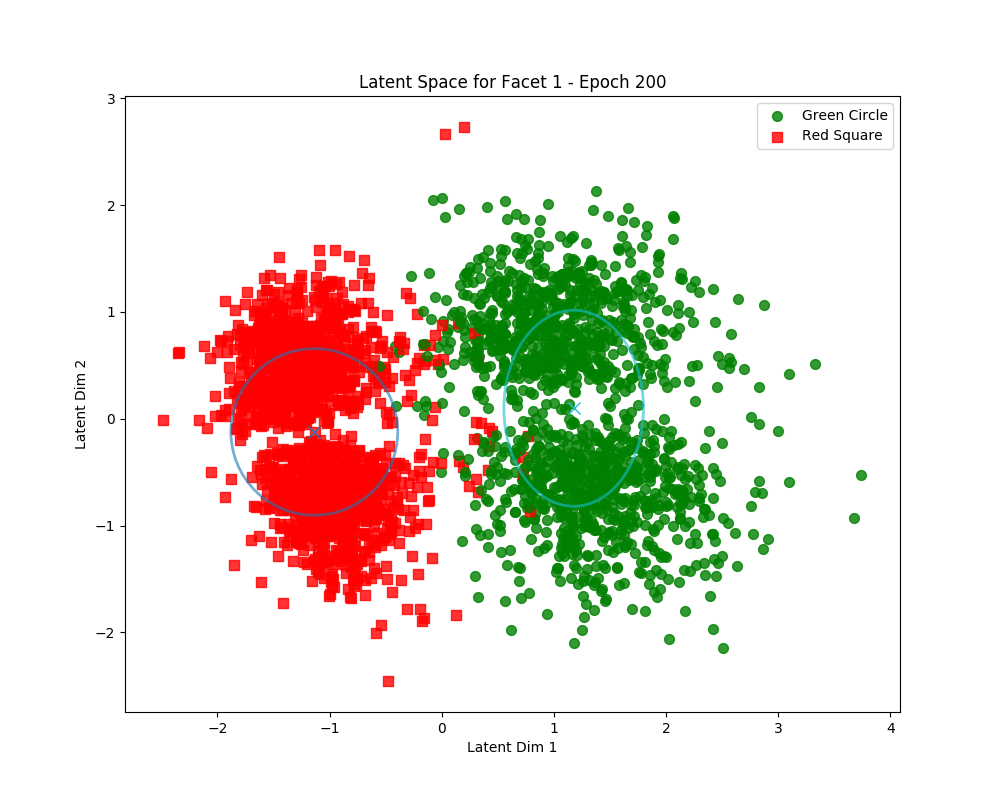 Latent Space for Facet 1 - Epoch 200
Green Circle
Red Square
3
2
1
0
−1
−2
Latent Dim 2
−2
−1
0
1
2
3
4
Latent Dim 1